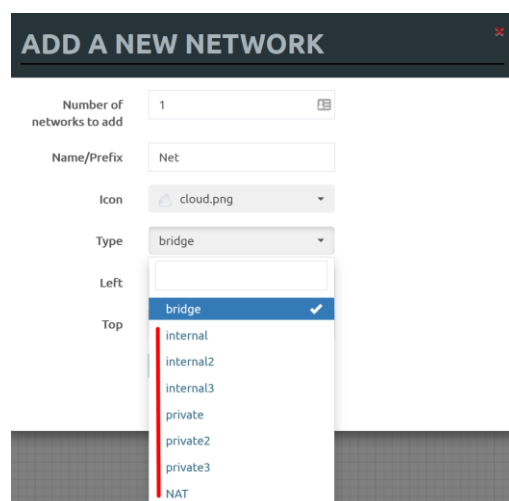 ADD A NEW NETWORK
Number of
networks to add
1
Name/Prefix
Net
Icon
cloud.png
Type
bridge
Left
bridge
Top
internal
internal2
internal3
private
private2
private3
NAT